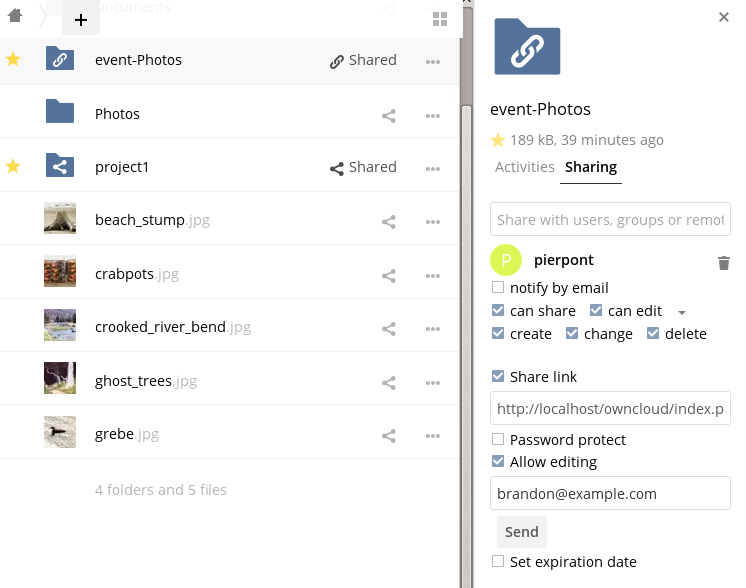 Documents
+
event-Photos Shared
Photos
project1 Shared
beach_stump.jpg
crabpots.jpg
crooked_river_bend.jpg
ghost_trees.jpg
grebe.jpg
4 folders and 5 files
event-Photos
189 kB, 39 minutes ago
Activities Sharing
Share with users, groups or remot
P pierpont
notify by email
can share can edit
create change delete
Share link
http://localhost/owncloud/index.p
Password protect
Allow editing
brandon@example.com
Send
Set expiration date